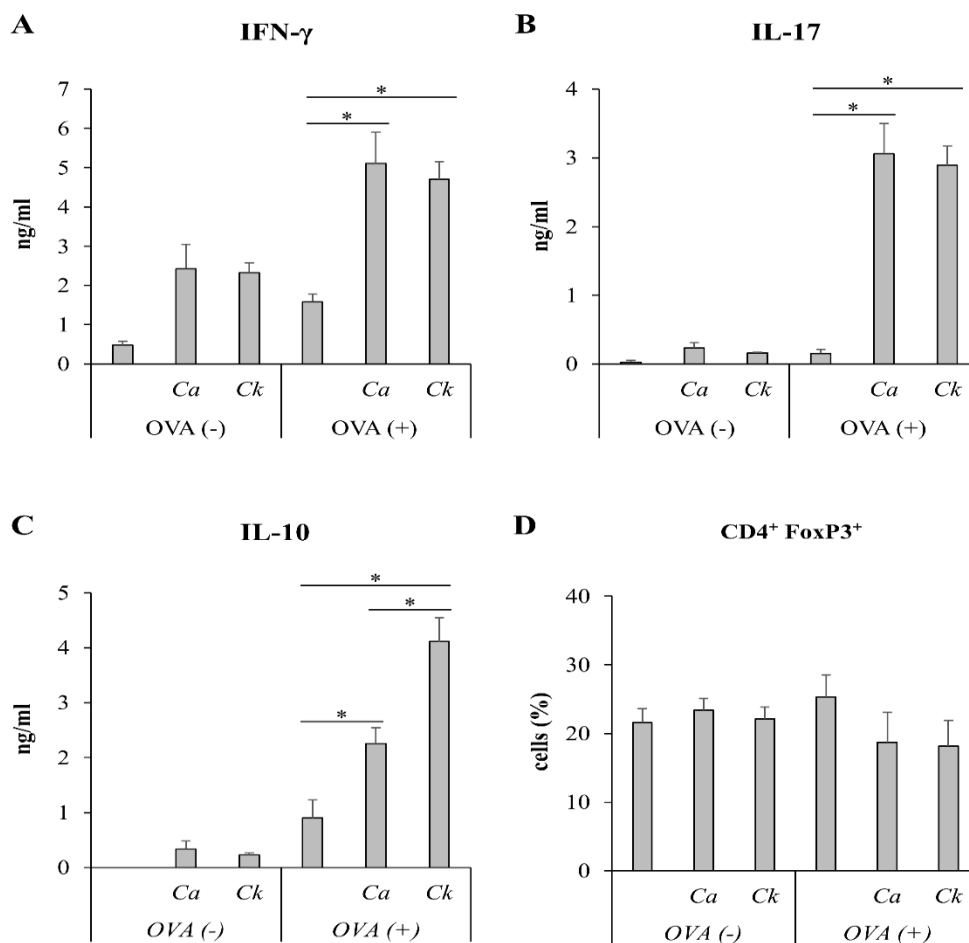 A
IFN-γ
7
6
5
4
3
2
1
0
ng/ml
*
*
Ca Ck Ca Ck
OVA (-) OVA (+)
B
IL-17
4
3
2
1
0
ng/ml
*
*
Ca Ck Ca Ck
OVA (-) OVA (+)
C
IL-10
5
4
3
2
1
0
ng/ml
*
*
*
Ca Ck Ca Ck
OVA (-) OVA (+)
D
CD4⁺ FoxP3⁺
40
30
20
10
0
cells (%)
Ca Ck Ca Ck
OVA (-) OVA (+)